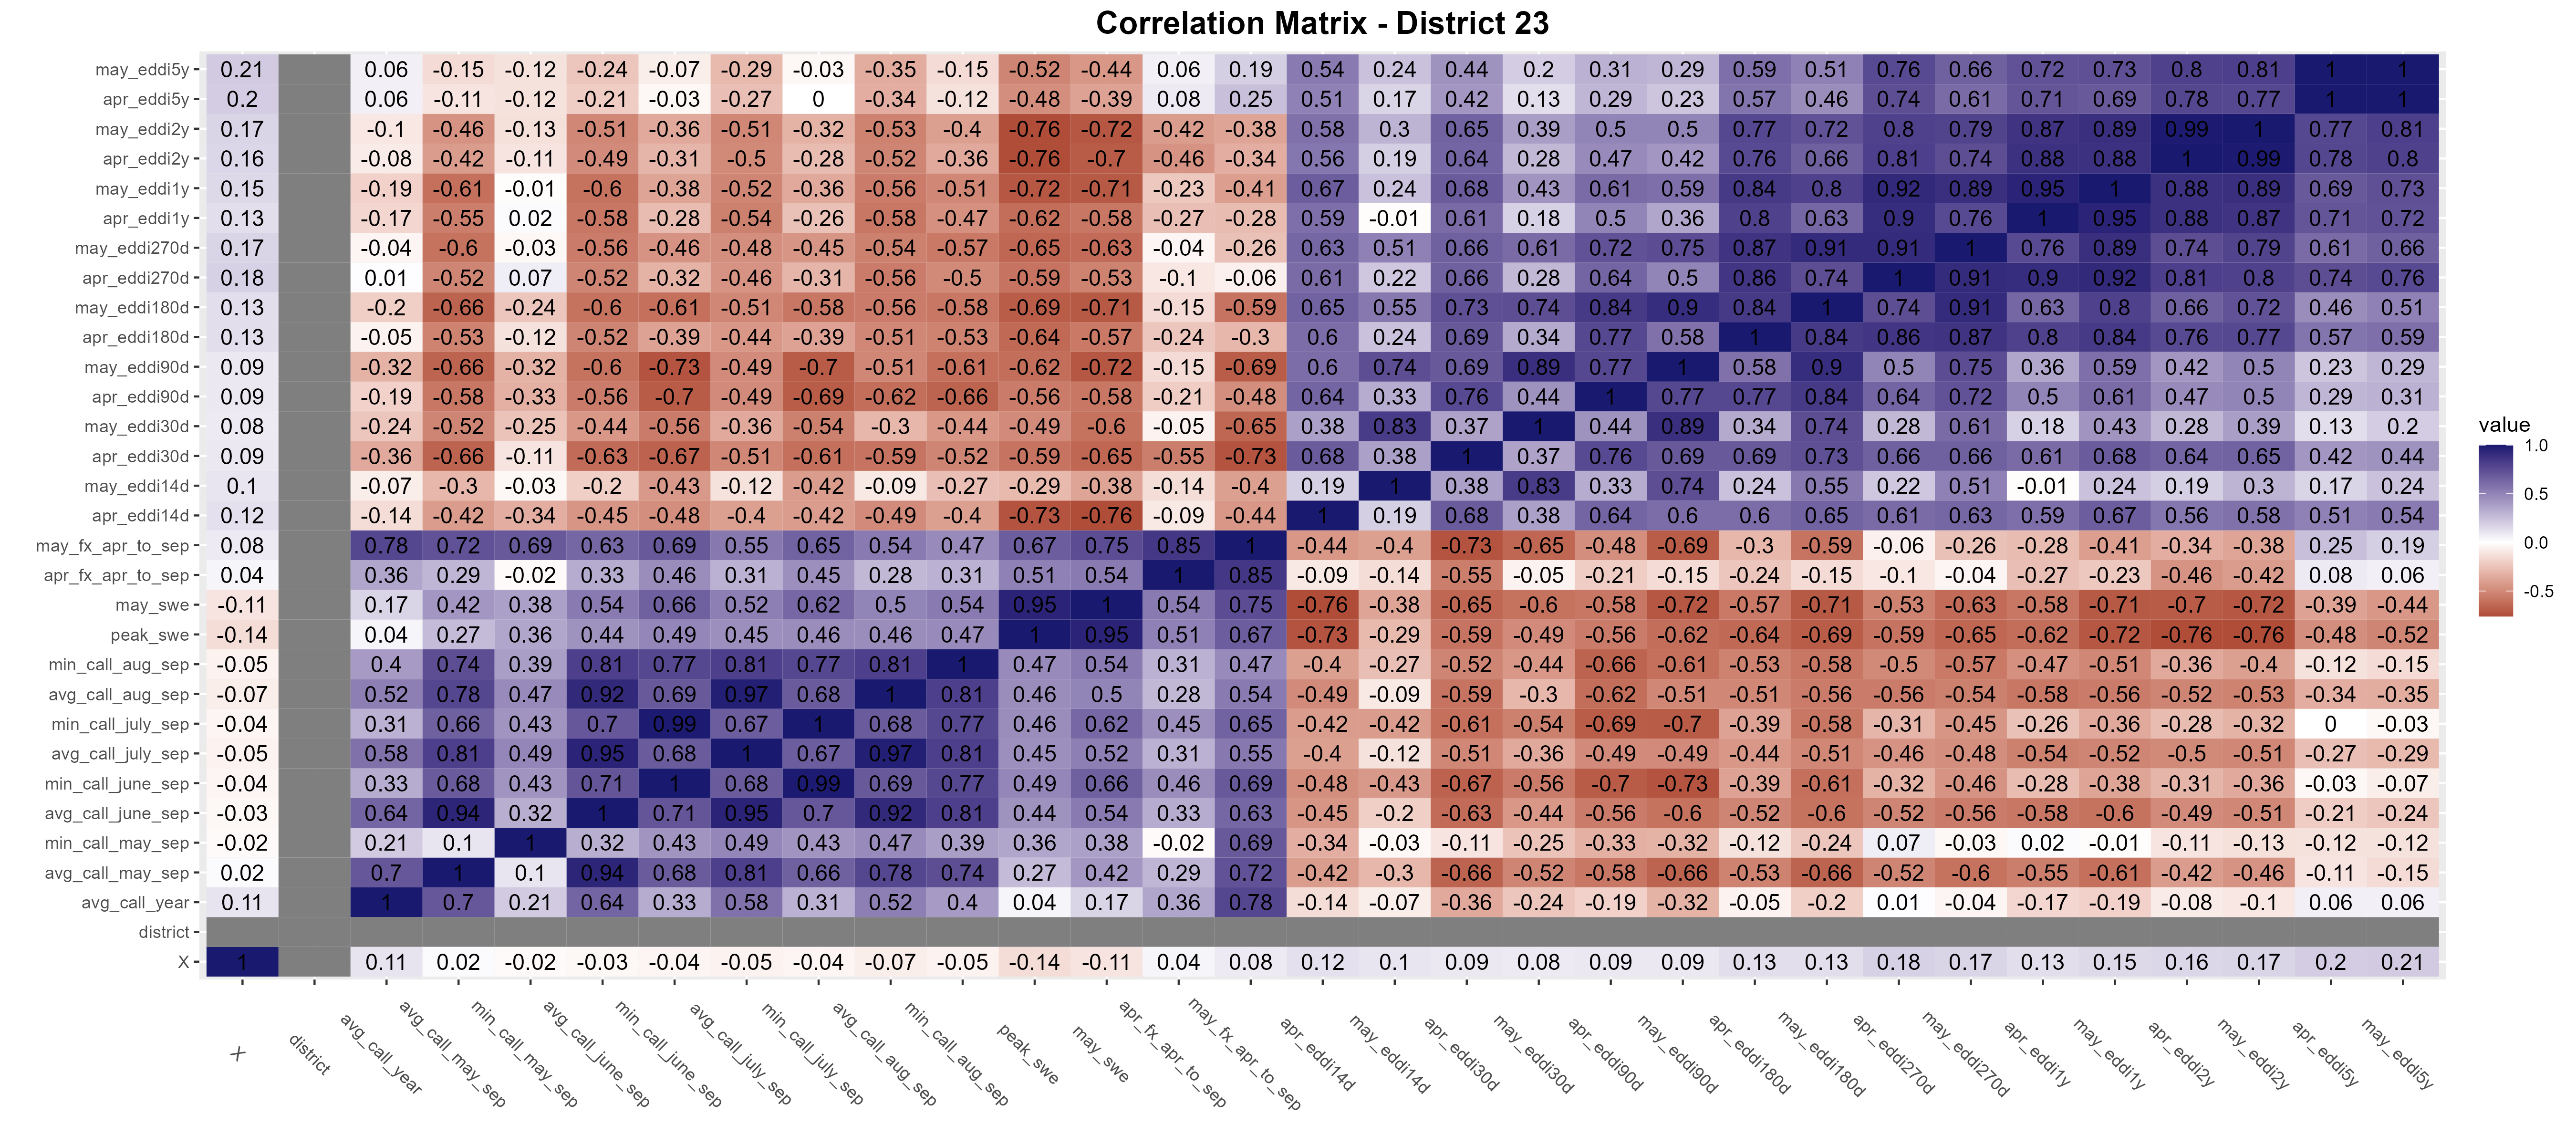 Correlation Matrix - District 23
may_eddi5y 0.21 0.06 -0.15 -0.12 -0.24 -0.07 -0.29 -0.03 -0.35 -0.15 -0.52 -0.44 0.06 0.19 0.54 0.24 0.44 0.2 0.31 0.29 0.59 0.51 0.76 0.66 0.72 0.73 0.8 0.81 1 1
apr_eddi5y 0.2 0.06 -0.11 -0.12 -0.21 -0.03 -0.27 0 -0.34 -0.12 -0.48 -0.39 0.08 0.25 0.51 0.17 0.42 0.13 0.29 0.23 0.57 0.46 0.74 0.61 0.71 0.69 0.78 0.77 1 1
may_eddi2y 0.17 -0.1 -0.46 -0.13 -0.51 -0.36 -0.51 -0.32 -0.53 -0.4 -0.76 -0.72 -0.42 -0.38 0.58 0.3 0.65 0.39 0.5 0.5 0.77 0.72 0.8 0.79 0.87 0.89 0.99 1 0.77 0.81
apr_eddi2y 0.16 -0.08 -0.42 -0.11 -0.49 -0.31 -0.5 -0.28 -0.52 -0.36 -0.76 -0.7 -0.46 -0.34 0.56 0.19 0.64 0.28 0.47 0.42 0.76 0.66 0.81 0.74 0.88 0.88 1 0.99 0.78 0.8
may_eddi1y 0.15 -0.19 -0.61 -0.01 -0.6 -0.38 -0.52 -0.36 -0.56 -0.51 -0.72 -0.71 -0.23 -0.41 0.67 0.24 0.68 0.43 0.61 0.59 0.84 0.8 0.92 0.89 0.95 1 0.88 0.89 0.69 0.73
apr_eddi1y 0.13 -0.17 -0.55 0.02 -0.58 -0.28 -0.54 -0.26 -0.58 -0.47 -0.62 -0.58 -0.27 -0.28 0.59 -0.01 0.61 0.18 0.5 0.36 0.8 0.63 0.9 0.76 1 0.95 0.88 0.87 0.71 0.72
may_eddi270d 0.17 -0.04 -0.6 -0.03 -0.56 -0.46 -0.48 -0.45 -0.54 -0.57 -0.65 -0.63 -0.04 -0.26 0.63 0.51 0.66 0.61 0.72 0.75 0.87 0.91 0.91 1 0.76 0.89 0.74 0.79 0.61 0.66
apr_eddi270d 0.18 0.01 -0.52 0.07 -0.52 -0.32 -0.46 -0.31 -0.56 -0.5 -0.59 -0.53 -0.1 -0.06 0.61 0.22 0.66 0.28 0.64 0.5 0.86 0.74 1 0.91 0.9 0.92 0.81 0.8 0.74 0.76
may_eddi180d 0.13 -0.2 -0.66 -0.24 -0.6 -0.61 -0.51 -0.58 -0.56 -0.58 -0.69 -0.71 -0.15 -0.59 0.65 0.55 0.73 0.74 0.84 0.9 0.84 1 0.74 0.91 0.63 0.8 0.66 0.72 0.46 0.51
apr_eddi180d 0.13 -0.05 -0.53 -0.12 -0.52 -0.39 -0.44 -0.39 -0.51 -0.53 -0.64 -0.57 -0.24 -0.3 0.6 0.24 0.69 0.34 0.77 0.58 1 0.84 0.86 0.87 0.8 0.84 0.76 0.77 0.57 0.59
may_eddi90d 0.09 -0.32 -0.66 -0.32 -0.6 -0.73 -0.49 -0.7 -0.51 -0.61 -0.62 -0.72 -0.15 -0.69 0.6 0.74 0.69 0.89 0.77 1 0.58 0.9 0.5 0.75 0.36 0.59 0.42 0.5 0.23 0.29
apr_eddi90d 0.09 -0.19 -0.58 -0.33 -0.56 -0.7 -0.49 -0.69 -0.62 -0.66 -0.56 -0.58 -0.21 -0.48 0.64 0.33 0.76 0.44 1 0.77 0.77 0.84 0.64 0.72 0.5 0.61 0.47 0.5 0.29 0.31
may_eddi30d 0.08 -0.24 -0.52 -0.25 -0.44 -0.56 -0.36 -0.54 -0.3 -0.44 -0.49 -0.6 -0.05 -0.65 0.38 0.83 0.37 1 0.44 0.89 0.34 0.74 0.28 0.61 0.18 0.43 0.28 0.39 0.13 0.2
apr_eddi30d 0.09 -0.36 -0.66 -0.11 -0.63 -0.67 -0.51 -0.61 -0.59 -0.52 -0.59 -0.65 -0.55 -0.73 0.68 0.38 1 0.37 0.76 0.69 0.69 0.73 0.66 0.66 0.61 0.68 0.64 0.65 0.42 0.44
may_eddi14d 0.1 -0.07 -0.3 -0.03 -0.2 -0.43 -0.12 -0.42 -0.09 -0.27 -0.29 -0.38 -0.14 -0.4 0.19 1 0.38 0.83 0.33 0.74 0.24 0.55 0.22 0.51 -0.01 0.24 0.19 0.3 0.17 0.24
apr_eddi14d 0.12 -0.14 -0.42 -0.34 -0.45 -0.48 -0.4 -0.42 -0.49 -0.4 -0.73 -0.76 -0.09 -0.44 1 0.19 0.68 0.38 0.64 0.6 0.6 0.65 0.61 0.63 0.59 0.67 0.56 0.58 0.51 0.54
may_fx_apr_to_sep 0.08 0.78 0.72 0.69 0.63 0.69 0.55 0.65 0.54 0.47 0.67 0.75 0.85 1 -0.44 -0.4 -0.73 -0.65 -0.48 -0.69 -0.3 -0.59 -0.06 -0.26 -0.28 -0.41 -0.34 -0.38 0.25 0.19
apr_fx_apr_to_sep 0.04 0.36 0.29 -0.02 0.33 0.46 0.31 0.45 0.28 0.31 0.51 0.54 1 0.85 -0.09 -0.14 -0.55 -0.05 -0.21 -0.15 -0.24 -0.15 -0.1 -0.04 -0.27 -0.23 -0.46 -0.42 0.08 0.06
may_swe -0.11 0.17 0.42 0.38 0.54 0.66 0.52 0.62 0.5 0.54 0.95 1 0.54 0.75 -0.76 -0.38 -0.65 -0.6 -0.58 -0.72 -0.57 -0.71 -0.53 -0.63 -0.58 -0.71 -0.7 -0.72 -0.39 -0.44
peak_swe -0.14 0.04 0.27 0.36 0.44 0.49 0.45 0.46 0.46 0.47 1 0.95 0.51 0.67 -0.73 -0.29 -0.59 -0.49 -0.56 -0.62 -0.64 -0.69 -0.59 -0.65 -0.62 -0.72 -0.76 -0.76 -0.48 -0.52
min_call_aug_sep -0.05 0.4 0.74 0.39 0.81 0.77 0.81 0.77 0.81 1 0.47 0.54 0.31 0.47 -0.4 -0.27 -0.52 -0.44 -0.66 -0.61 -0.53 -0.58 -0.5 -0.57 -0.47 -0.51 -0.36 -0.4 -0.12 -0.15
avg_call_aug_sep -0.07 0.52 0.78 0.47 0.92 0.69 0.97 0.68 1 0.81 0.46 0.5 0.28 0.54 -0.49 -0.09 -0.59 -0.3 -0.62 -0.51 -0.51 -0.56 -0.56 -0.54 -0.58 -0.56 -0.52 -0.53 -0.34 -0.35
min_call_july_sep -0.04 0.31 0.66 0.43 0.7 0.99 0.67 1 0.68 0.77 0.46 0.62 0.45 0.65 -0.42 -0.42 -0.61 -0.54 -0.69 -0.7 -0.39 -0.58 -0.31 -0.45 -0.26 -0.36 -0.28 -0.32 0 -0.03
avg_call_july_sep -0.05 0.58 0.81 0.49 0.95 0.68 1 0.67 0.97 0.81 0.45 0.52 0.31 0.55 -0.4 -0.12 -0.51 -0.36 -0.49 -0.49 -0.44 -0.51 -0.46 -0.48 -0.54 -0.52 -0.5 -0.51 -0.27 -0.29
min_call_june_sep -0.04 0.33 0.68 0.43 0.71 1 0.68 0.99 0.69 0.77 0.49 0.66 0.46 0.69 -0.48 -0.43 -0.67 -0.56 -0.7 -0.73 -0.39 -0.61 -0.32 -0.46 -0.28 -0.38 -0.31 -0.36 -0.03 -0.07
avg_call_june_sep -0.03 0.64 0.94 0.32 1 0.71 0.95 0.7 0.92 0.81 0.44 0.54 0.33 0.63 -0.45 -0.2 -0.63 -0.44 -0.56 -0.6 -0.52 -0.6 -0.52 -0.56 -0.58 -0.6 -0.49 -0.51 -0.21 -0.24
min_call_may_sep -0.02 0.21 0.1 1 0.32 0.43 0.49 0.43 0.47 0.39 0.36 0.38 -0.02 0.69 -0.34 -0.03 -0.11 -0.25 -0.33 -0.32 -0.12 -0.24 0.07 -0.03 0.02 -0.01 -0.11 -0.13 -0.12 -0.12
avg_call_may_sep 0.02 0.7 1 0.1 0.94 0.68 0.81 0.66 0.78 0.74 0.27 0.42 0.29 0.72 -0.42 -0.3 -0.66 -0.52 -0.58 -0.66 -0.53 -0.66 -0.52 -0.6 -0.55 -0.61 -0.42 -0.46 -0.11 -0.15
avg_call_year 0.11 1 0.7 0.21 0.64 0.33 0.58 0.31 0.52 0.4 0.04 0.17 0.36 0.78 -0.14 -0.07 -0.36 -0.24 -0.19 -0.32 -0.05 -0.2 0.01 -0.04 -0.17 -0.19 -0.08 -0.1 0.06 0.06
district
X 1 0.11 0.02 -0.02 -0.03 -0.04 -0.05 -0.04 -0.07 -0.05 -0.14 -0.11 0.04 0.08 0.12 0.1 0.09 0.08 0.09 0.09 0.13 0.13 0.18 0.17 0.13 0.15 0.16 0.17 0.2 0.21
X district avg_call_year avg_call_may_sep min_call_may_sep avg_call_june_sep min_call_june_sep avg_call_july_sep min_call_july_sep avg_call_aug_sep min_call_aug_sep peak_swe may_swe apr_fx_apr_to_sep may_fx_apr_to_sep apr_eddi14d may_eddi14d apr_eddi30d may_eddi30d apr_eddi90d may_eddi90d apr_eddi180d may_eddi180d apr_eddi270d may_eddi270d apr_eddi1y may_eddi1y apr_eddi2y may_eddi2y apr_eddi5y may_eddi5y
value
1.0
0.5
0.0
-0.5